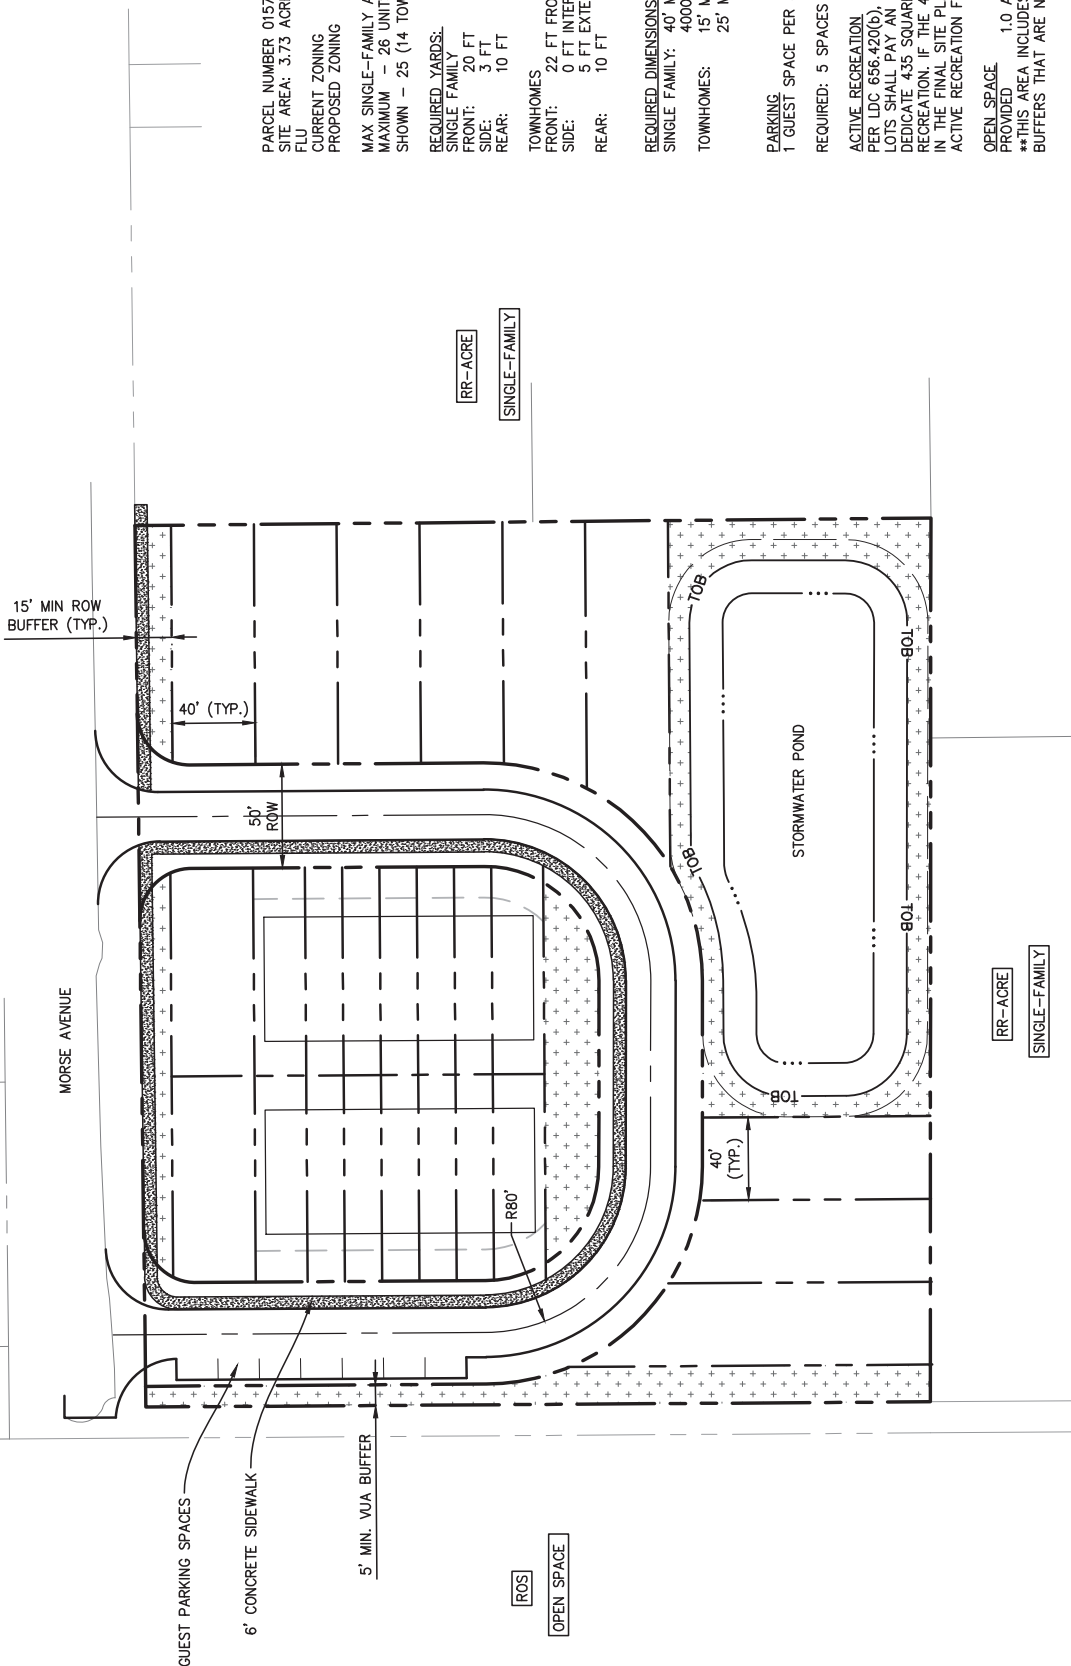 PARCEL NUMBER 0157
SITE AREA: 3.73 ACRE
FLU
CURRENT ZONING
PROPOSED ZONING
MAX SINGLE-FAMILY A
MAXIMUM - 26 UNIT
SHOWN - 25 (14 TOW
REQUIRED YARDS:
SINGLE FAMILY
FRONT: 20 FT
SIDE: 3 FT
REAR: 10 FT
TOWNHOMES
FRONT: 22 FT FRO
SIDE: 0 FT INTER
5 FT EXTE
REAR: 10 FT
REQUIRED DIMENSIONS
SINGLE FAMILY: 40' M
4000
TOWNHOMES: 15' M
25' M
PARKING
1 GUEST SPACE PER
REQUIRED: 5 SPACES
ACTIVE RECREATION
PER LDC 656.420(b),
LOTS SHALL PAY AN
DEDICATE 435 SQUAR
RECREATION. IF THE 4
IN THE FINAL SITE PL
ACTIVE RECREATION F
OPEN SPACE
PROVIDED 1.0 A
**THIS AREA INCLUDES
BUFFERS THAT ARE N
RR-ACRE
SINGLE-FAMILY
15' MIN ROW
BUFFER (TYP.)
40' (TYP.)
50'
ROW
MORSE AVENUE
TOB
TOB
TOB
TOB
TOB
STORMWATER POND
40'
(TYP.)
R80'
RR-ACRE
SINGLE-FAMILY
GUEST PARKING SPACES
6' CONCRETE SIDEWALK
5' MIN. VUA BUFFER
ROS
OPEN SPACE